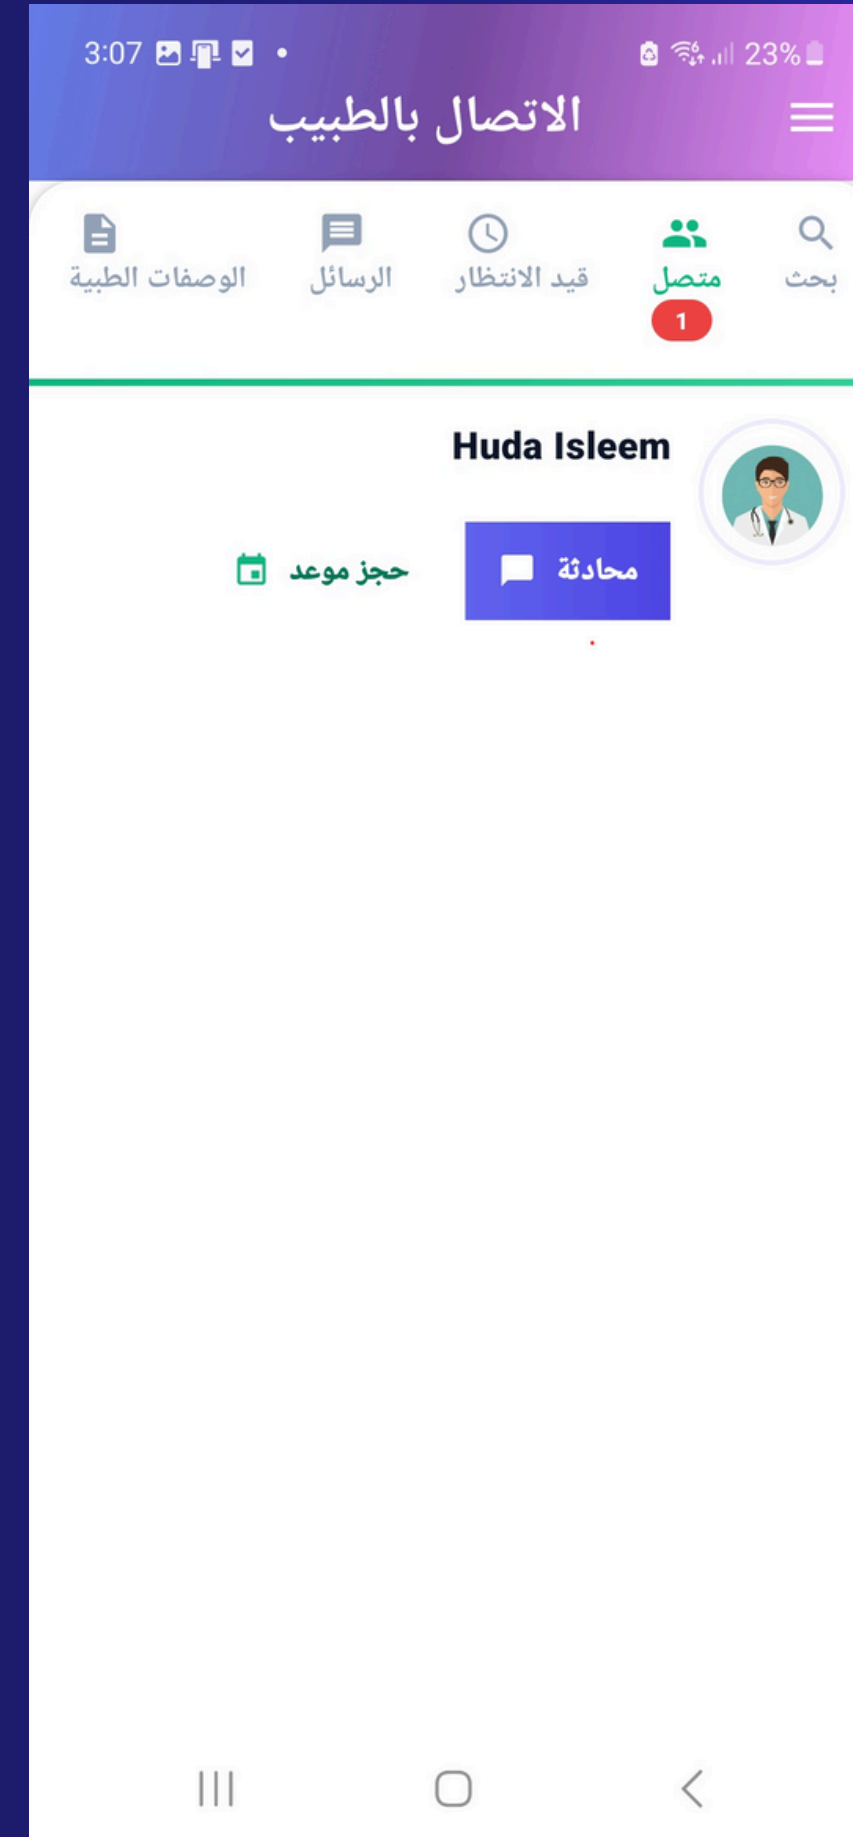 3:07
23%
الاتصال بالطبيب
بحث
متصل
1
قيد الانتظار
الرسائل
الوصفات الطبية
Huda Isleem
محادثة
حجز موعد